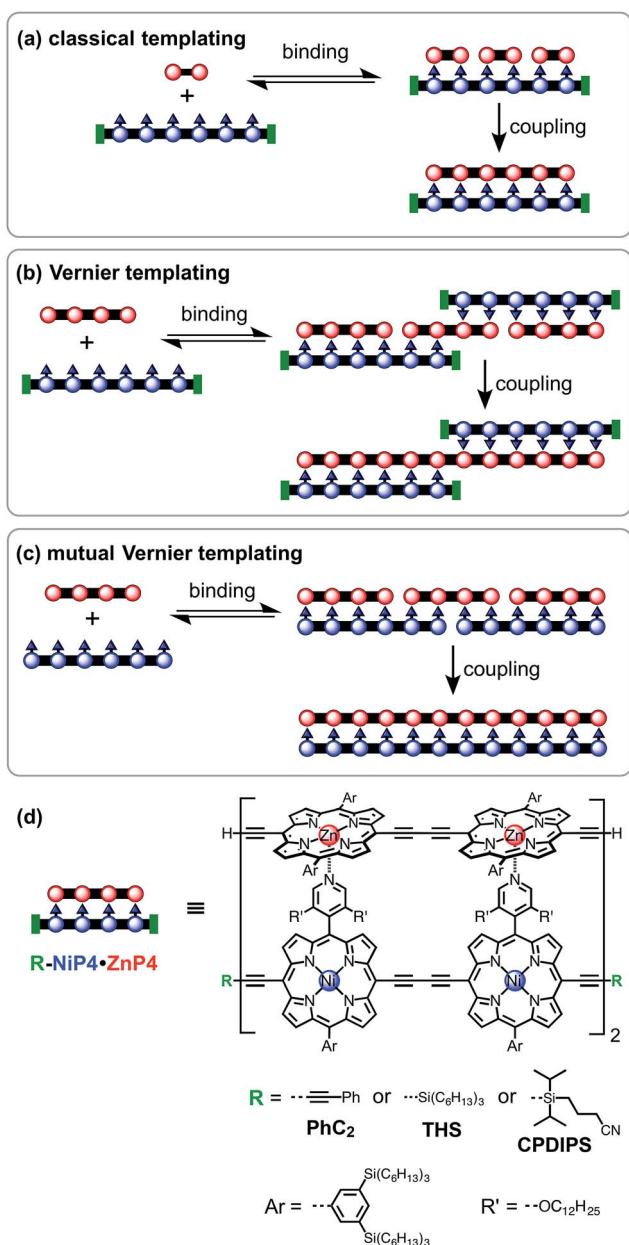 (a) classical templating
binding
+
coupling
(b) Vernier templating
binding
+
coupling
(c) mutual Vernier templating
binding
+
coupling
(d)
Ar
Ar
H
N
N
N
N
Zn
N
N
N
N
Zn
H
Ar
Ar
N
N
R'
R'
R'
R'
≡
R-NiP4•ZnP4
R
N
N
N
N
Ni
N
N
N
N
Ni
R
Ar
Ar
2
R = Ph or Si(C6H13)3 or Si
CN
PhC2 THS CPDIPS
Si(C6H13)3
Ar =
R' = OC12H25
Si(C6H13)3